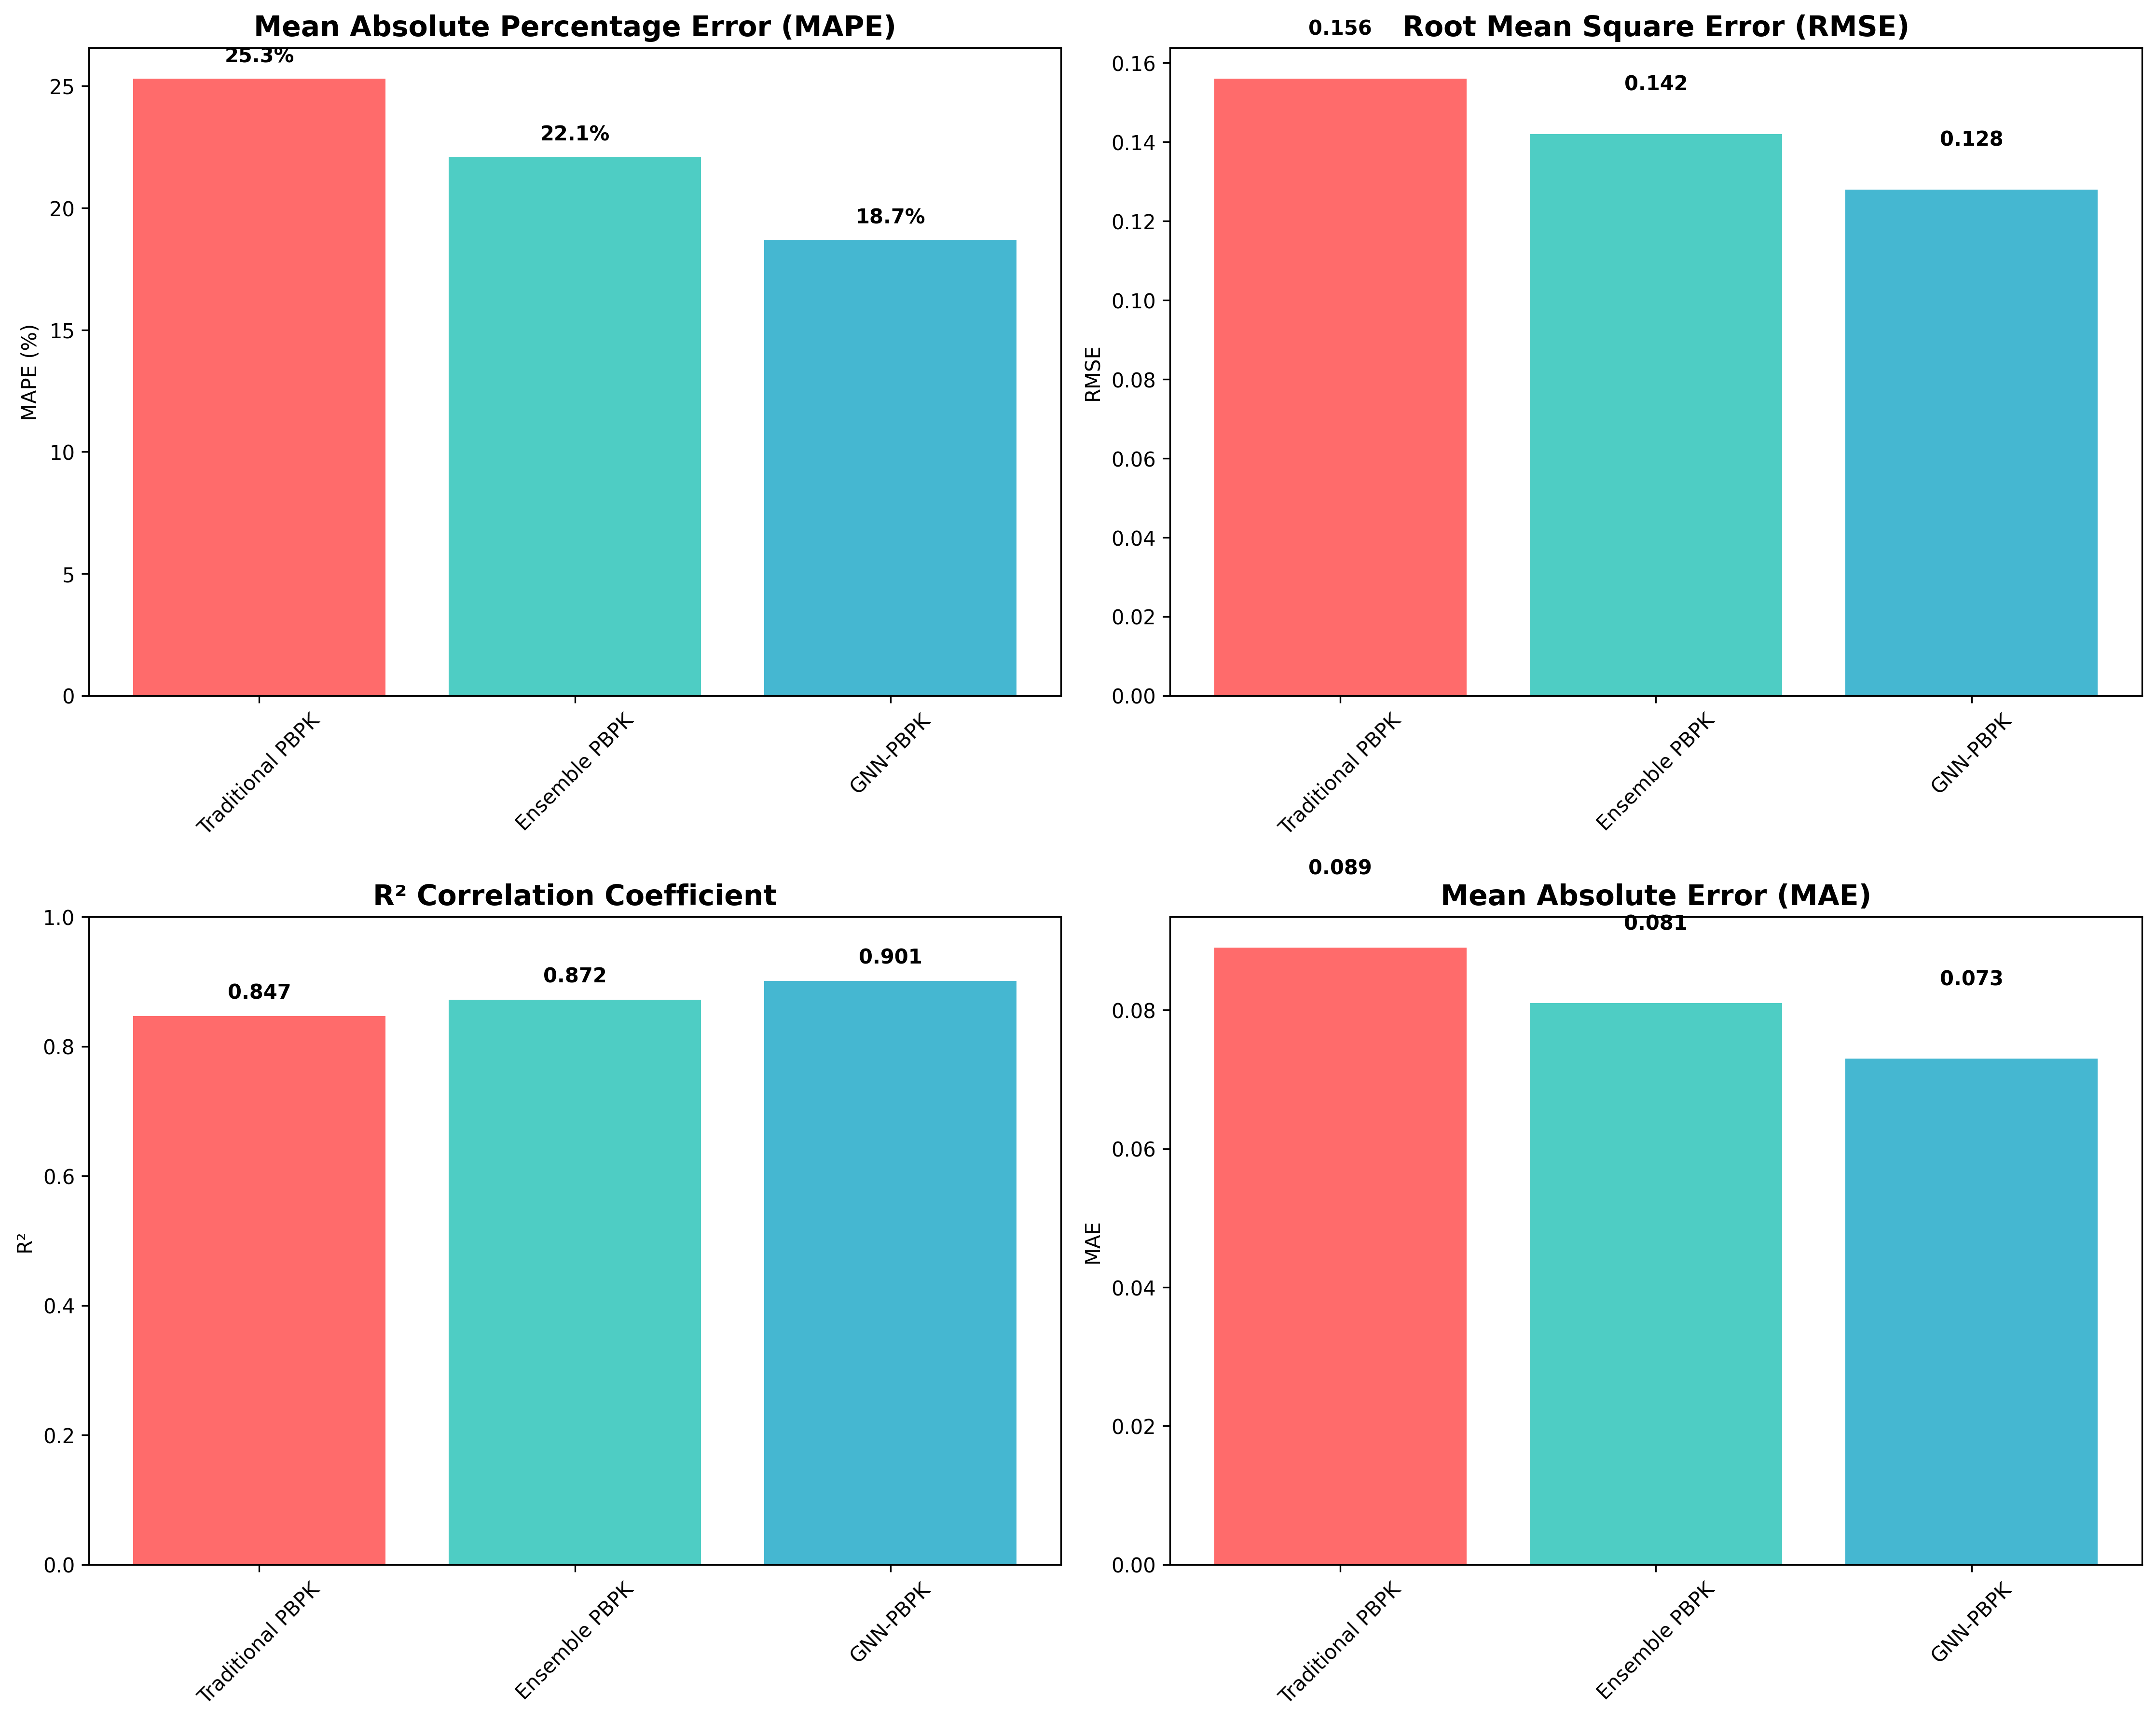 Mean Absolute Percentage Error (MAPE)
25.3%
22.1%
18.7%
25
20
15
10
5
0
MAPE (%)
Traditional PBPK
Ensemble PBPK
GNN-PBPK
Root Mean Square Error (RMSE)
0.156
0.142
0.128
0.16
0.14
0.12
0.10
0.08
0.06
0.04
0.02
0.00
RMSE
Traditional PBPK
Ensemble PBPK
GNN-PBPK
R² Correlation Coefficient
0.847
0.872
0.901
1.0
0.8
0.6
0.4
0.2
0.0
R²
Traditional PBPK
Ensemble PBPK
GNN-PBPK
0.089
Mean Absolute Error (MAE)
0.081
0.073
0.08
0.06
0.04
0.02
0.00
MAE
Traditional PBPK
Ensemble PBPK
GNN-PBPK